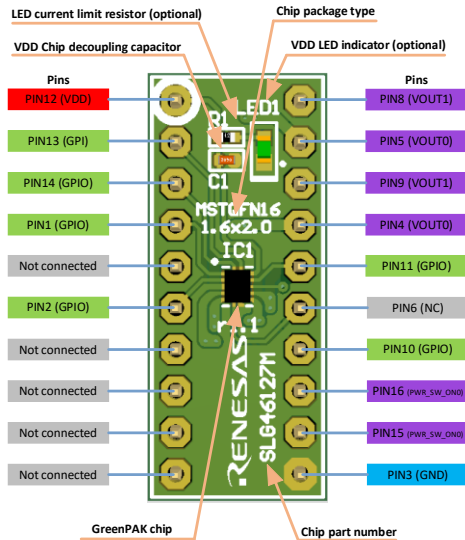 LED current limit resistor (optional)
Chip package type
VDD Chip decoupling capacitor
VDD LED indicator (optional)
Pins
Pins
PIN12 (VDD)
PIN8 (VOUT1)
PIN13 (GPI)
PIN5 (VOUT0)
PIN14 (GPIO)
PIN9 (VOUT1)
PIN1 (GPIO)
PIN4 (VOUT0)
Not connected
PIN11 (GPIO)
PIN2 (GPIO)
PIN6 (NC)
Not connected
PIN10 (GPIO)
Not connected
PIN16 (PWR_SW_ON0)
Not connected
PIN15 (PWR_SW_ON0)
Not connected
PIN3 (GND)
LED1
R1
C1
MSTQFN16
1.6x2.0
IC1
r1.1
RENESAS
SLG46127M
GreenPAK chip
Chip part number